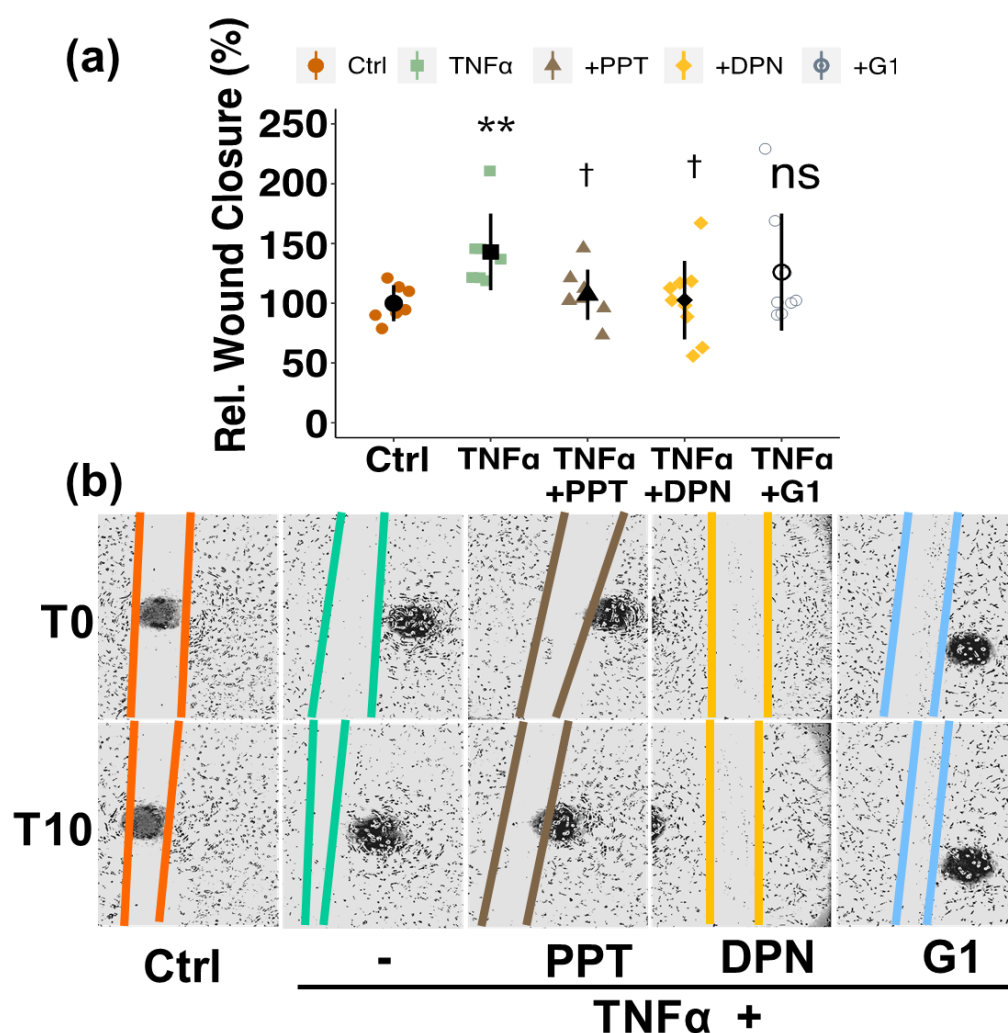 (a)
Rel. Wound Closure (%)
Ctrl TNFα +PPT +DPN +G1
250
200
150
100
50
0
** † † ns
Ctrl TNFα TNFα TNFα TNFα
+PPT +DPN +G1
(b)
T0
T10
Ctrl - PPT DPN G1
TNFα +